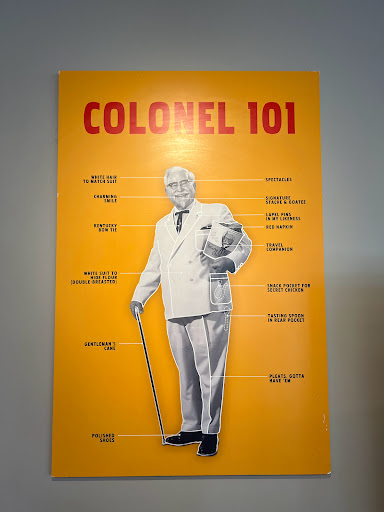 COLONEL 101
WHITE HAIR
TO MATCH SUIT
CHARMING
SMILE
KENTUCKY
BOW TIE
WHITE SUIT TO
HIDE FLOUR
(DOUBLE BREASTED)
GENTLEMAN'S
CANE
POLISHED
SHOES
SPECTACLES
SIGNATURE
STACHE & GOATEE
LAPEL PINS
IN MY LIKENESS
RED NAPKIN
TRAVEL
COMPANION
SNACK POCKET FOR
SECRET CHICKEN
TASTING SPOON
IN REAR POCKET
PLEATS, GOTTA
HAVE 'EM